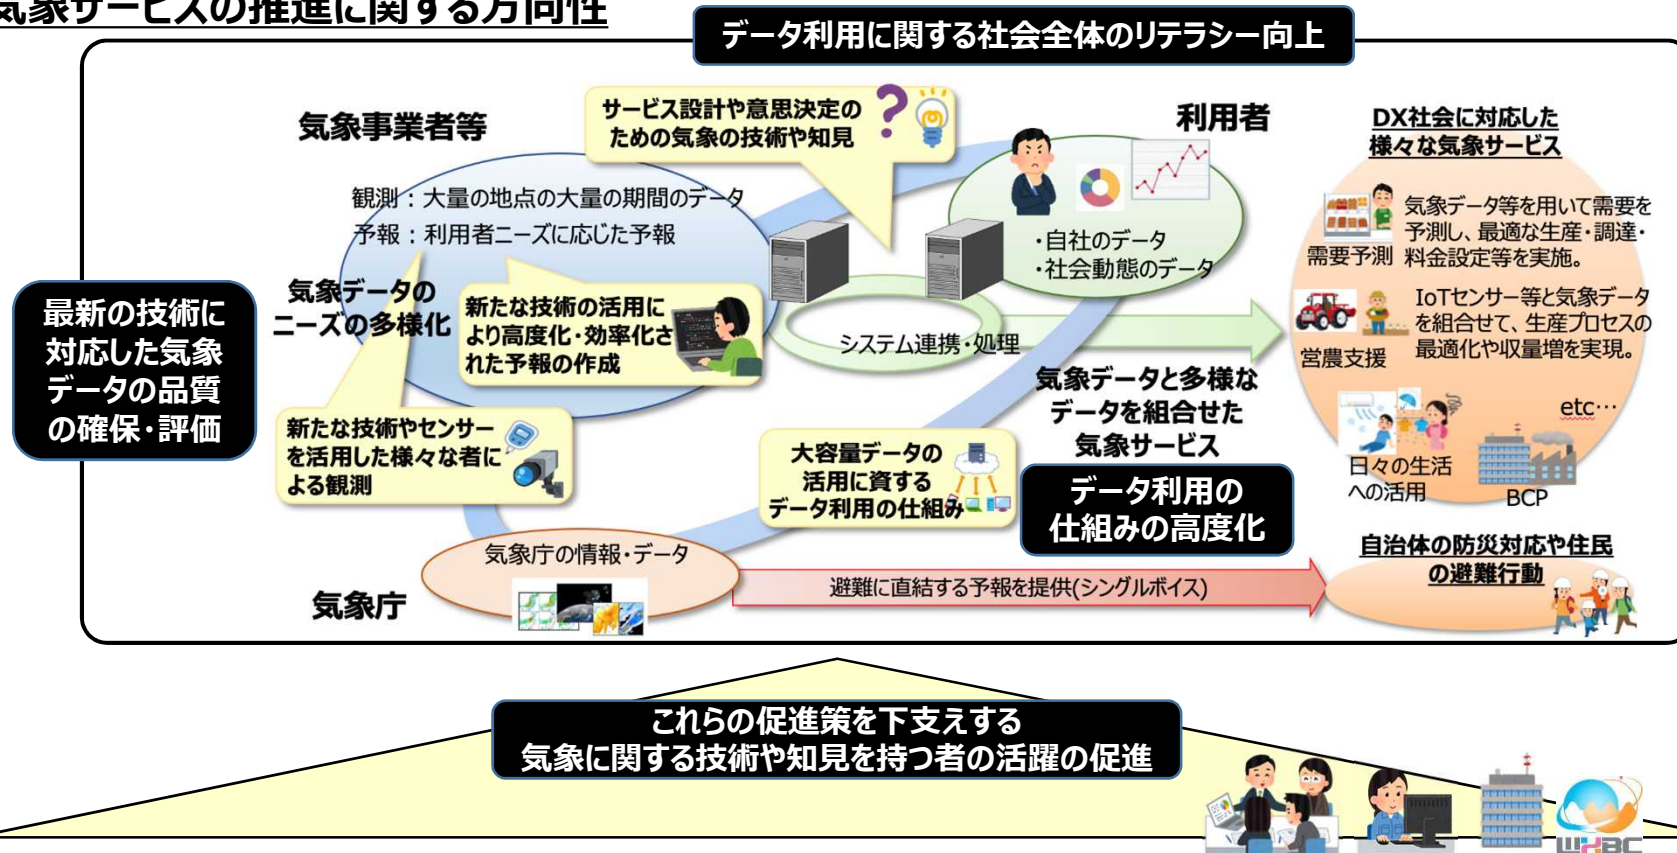 気象サービスの推進に関する方向性
データ利用に関する社会全体のリテラシー向上
気象事業者等
サービス設計や意思決定の
ための気象の技術や知見
利用者
DX社会に対応した
様々な気象サービス
観測：大量の地点の大量の期間のデータ
予報：利用者ニーズに応じた予報
・自社のデータ
・社会動態のデータ
気象データ等を用いて需要を
予測し、最適な生産・調達・
料金設定等を実施。
需要予測
最新の技術に
対応した気象
データの品質
の確保・評価
気象データの
ニーズの多様化
新たな技術の活用に
より高度化・効率化さ
れた予報の作成
システム連携・処理
IoTセンサー等と気象データ
を組合せて、生産プロセスの
最適化や収量増を実現。
営農支援
気象データと多様な
データを組合せた
気象サービス
etc…
新たな技術やセンサー
を活用した様々な者に
よる観測
大容量データの
活用に資する
データ利用の仕組み
データ利用の
仕組みの高度化
日々の生活
への活用
BCP
気象庁の情報・データ
気象庁
避難に直結する予報を提供(シングルボイス)
自治体の防災対応や住民
の避難行動
これらの促進策を下支えする
気象に関する技術や知見を持つ者の活躍の促進
WXBC